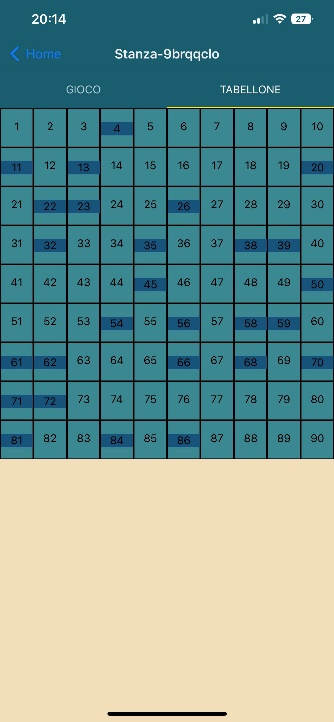 20:14 27
Home Stanza-9brqqclo
GIOCO TABELLONE
1 2 3 4 5 6 7 8 9 10
11 12 13 14 15 16 17 18 19 20
21 22 23 24 25 26 27 28 29 30
31 32 33 34 35 36 37 38 39 40
41 42 43 44 45 46 47 48 49 50
51 52 53 54 55 56 57 58 59 60
61 62 63 64 65 66 67 68 69 70
71 72 73 74 75 76 77 78 79 80
81 82 83 84 85 86 87 88 89 90